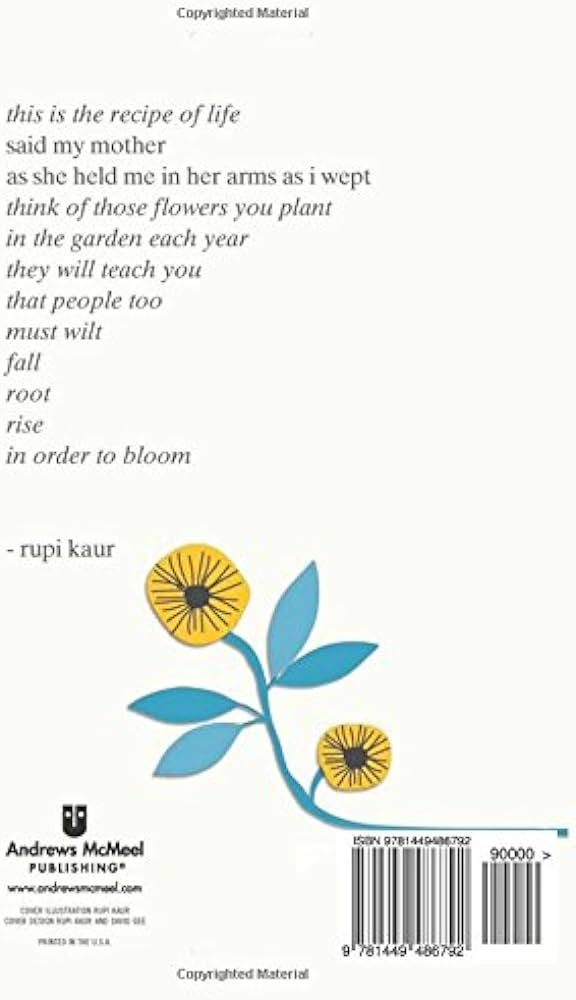 Copyrighted Material
this is the recipe of life
said my mother
as she held me in her arms as i wept
think of those flowers you plant
in the garden each year
they will teach you
that people too
must wilt
fall
root
rise
in order to bloom
- rupi kaur
Andrews McMeel
PUBLISHING®
www.andrewsmcmeel.com
COVER ILLUSTRATION RUPI KAUR
COVER DESIGN RUPI KAUR AND DAVID GEE
PRINTED IN THE U.S.A.
ISBN 9781449486792
90000 >
9 781449 486792
Copyrighted Material